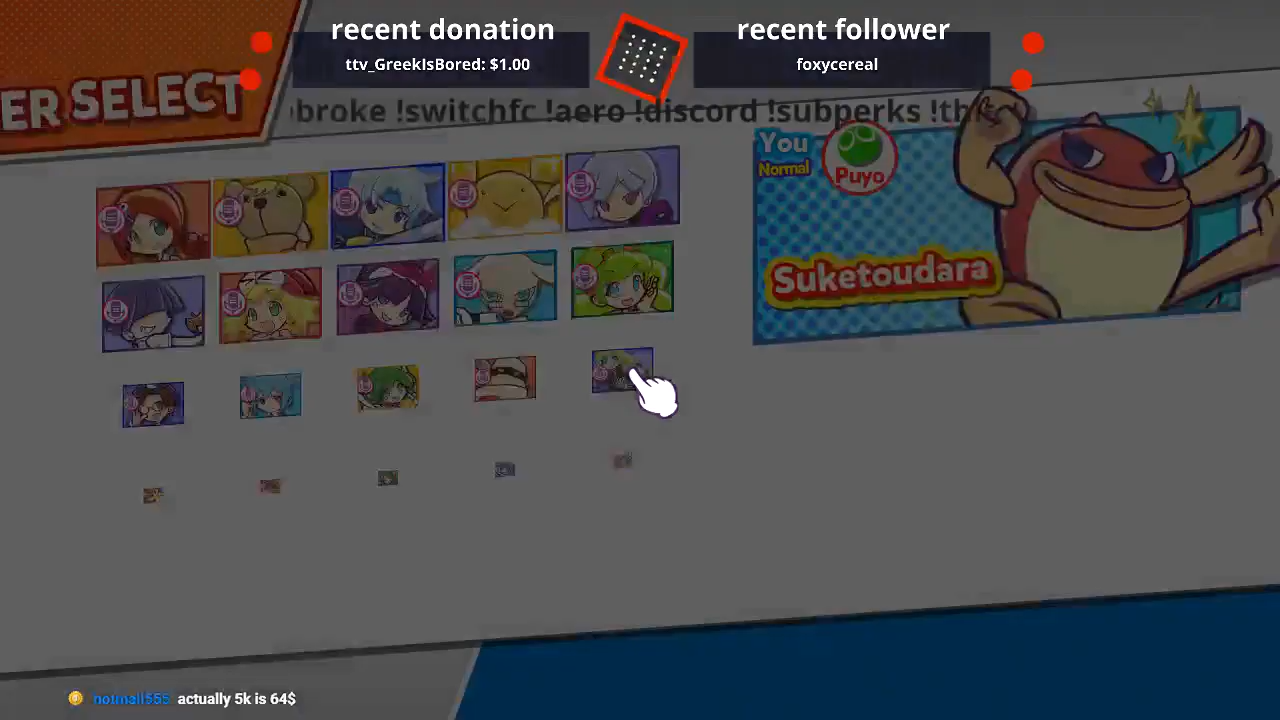 recent donation
ttv_GreekIsBored: $1.00
recent follower
foxycereal
ER SELECT
broke !switchfc !aero !discord !subperks
You
Normal
Puyo
Suketoudara
hotmail555 actually 5k is 64$